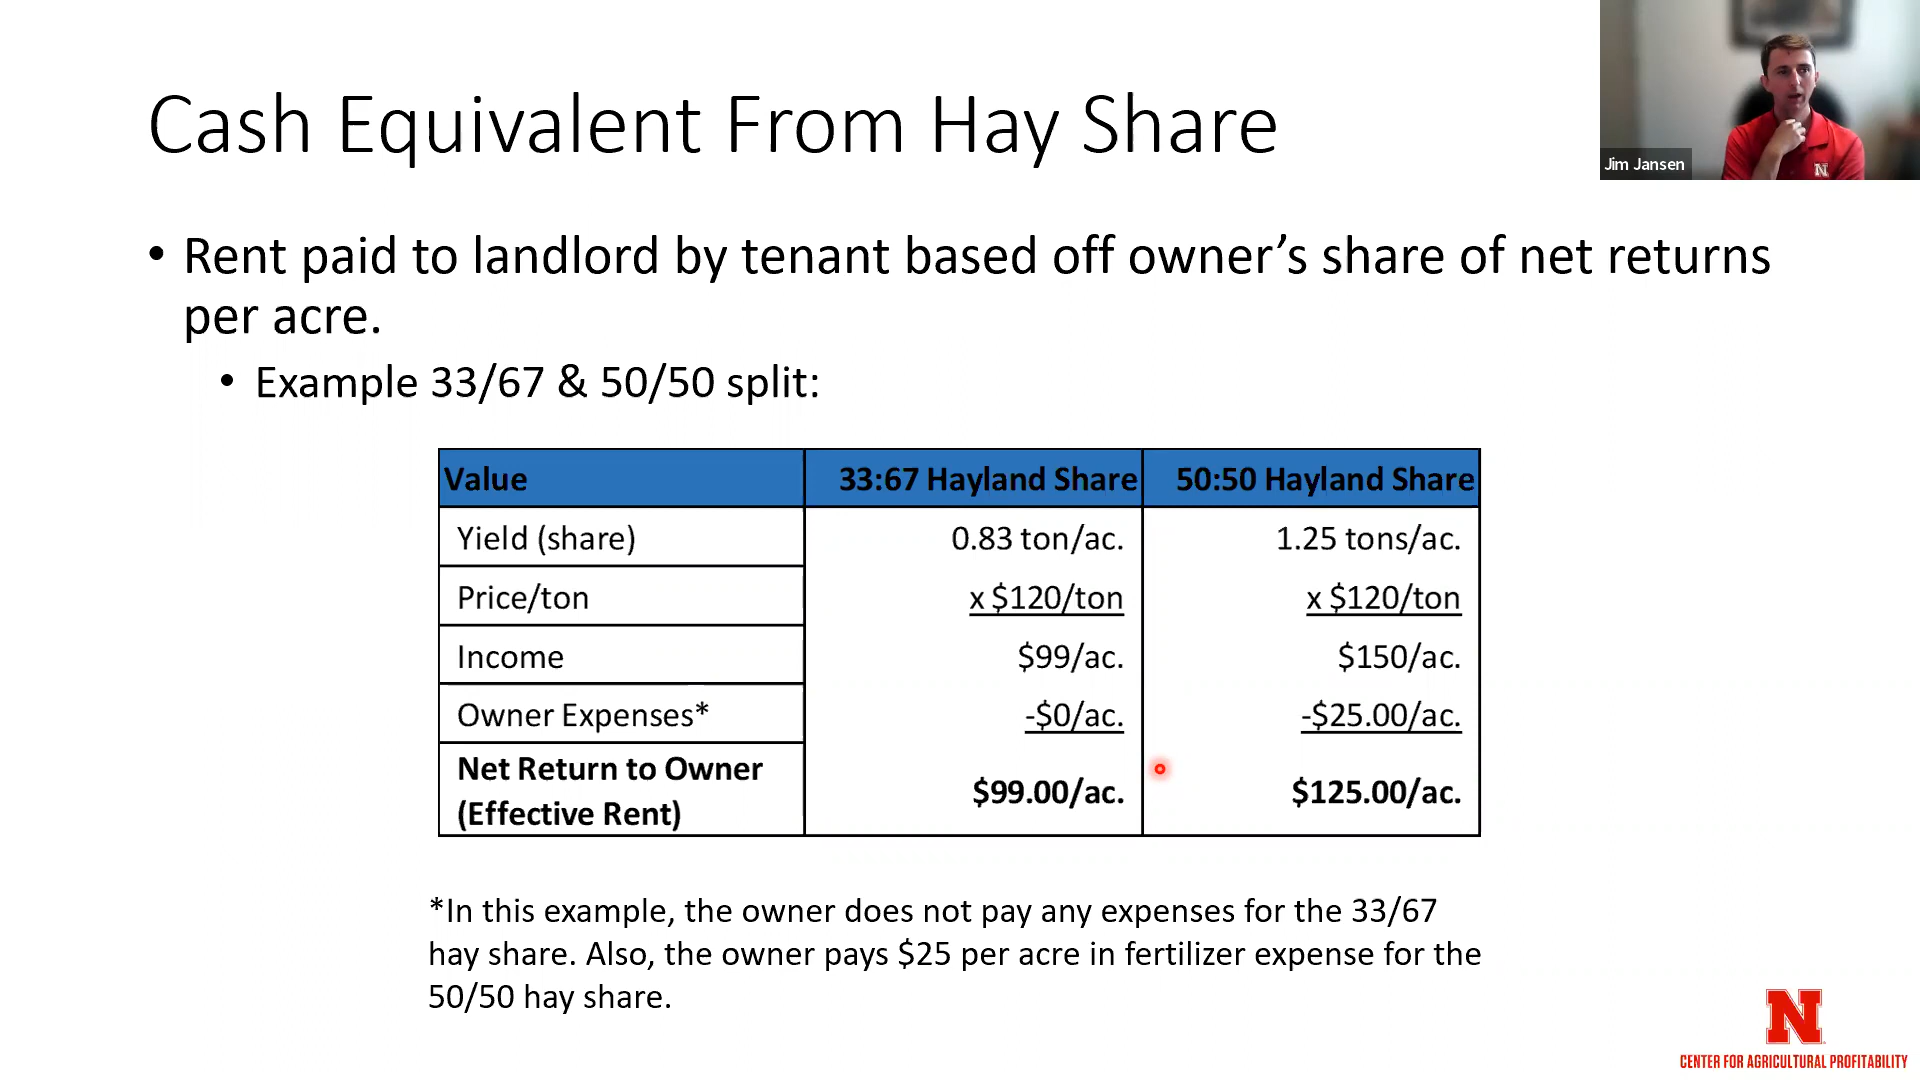 Cash Equivalent From Hay Share
Jim Jansen
N
• Rent paid to landlord by tenant based off owner’s share of net returns
per acre.
• Example 33/67 & 50/50 split:
Value 33:67 Hayland Share 50:50 Hayland Share
Yield (share) 0.83 ton/ac. 1.25 tons/ac.
Price/ton x $120/ton x $120/ton
Income $99/ac. $150/ac.
Owner Expenses* -$0/ac. -$25.00/ac.
Net Return to Owner
(Effective Rent) $99.00/ac. $125.00/ac.
*In this example, the owner does not pay any expenses for the 33/67
hay share. Also, the owner pays $25 per acre in fertilizer expense for the
50/50 hay share.
N
CENTER FOR AGRICULTURAL PROFITABILITY